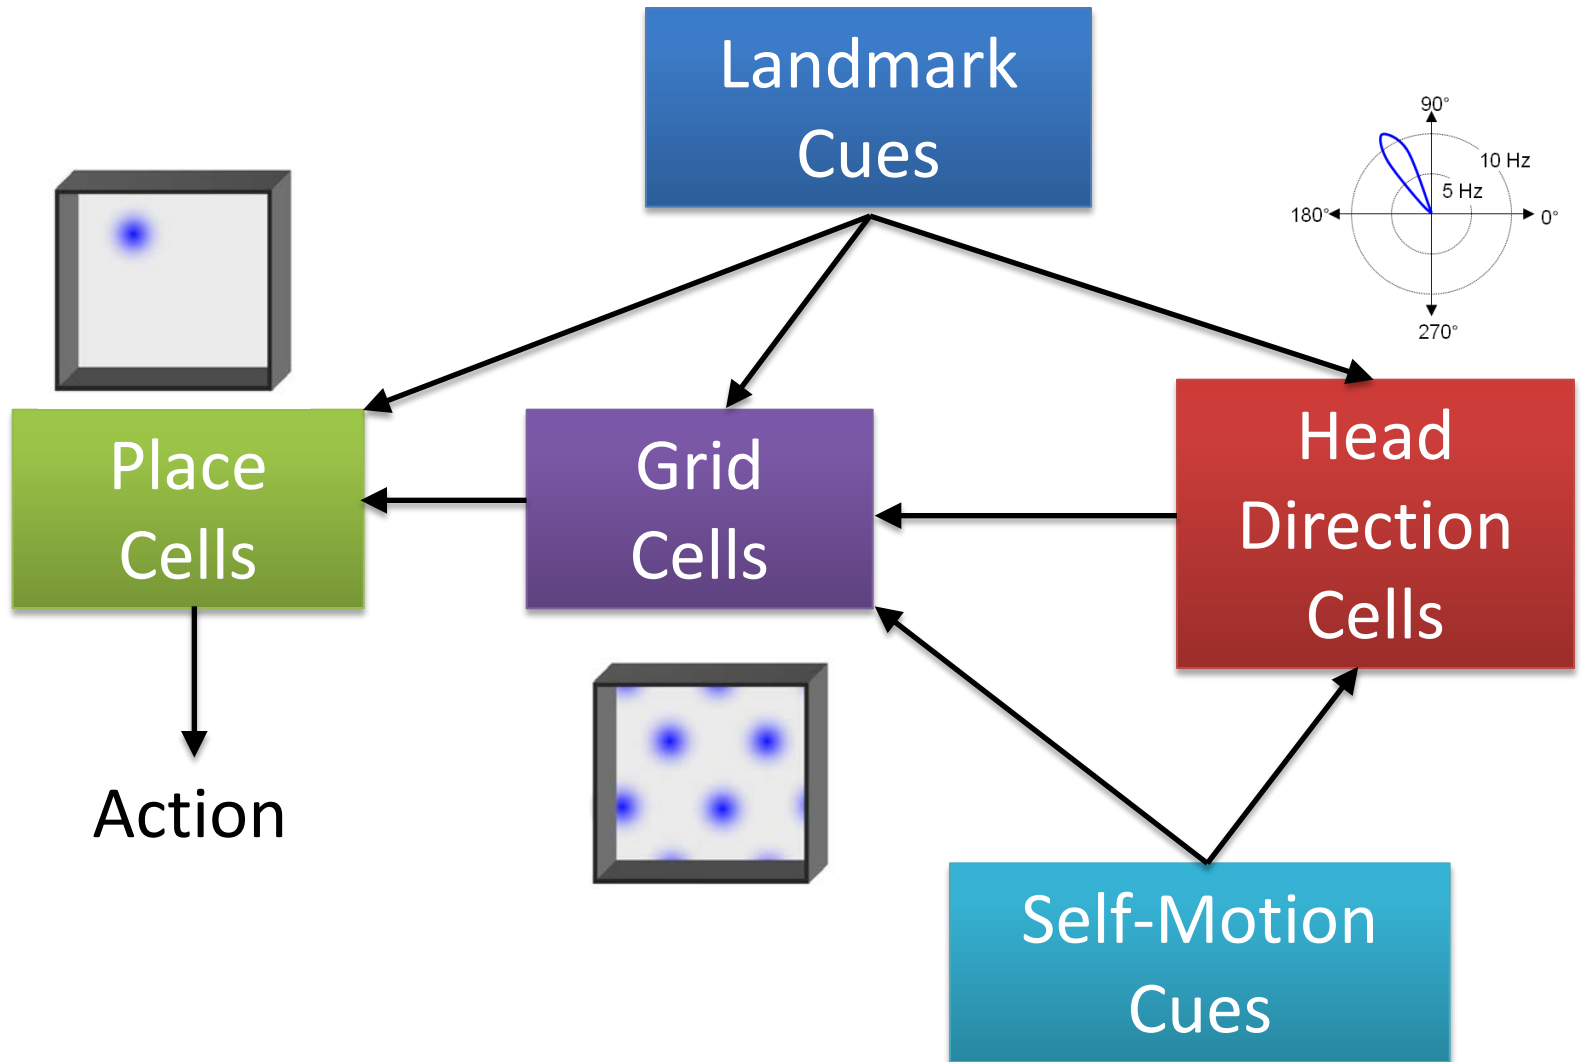 Landmark
Cues
90°
10 Hz
5 Hz
180°
0°
270°
Place
Cells
Grid
Cells
Head
Direction
Cells
Action
Self-Motion
Cues